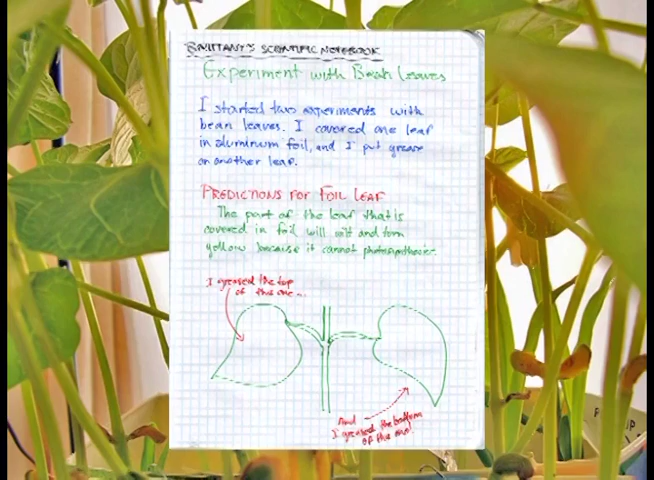 BRITTANY'S SCIENTIFIC NOTEBOOK
Experiment with Bean Leaves
I started two experiments with
bean leaves. I covered one leaf
in aluminum foil, and I put grease
on another leaf.
PREDICTIONS FOR FOIL LEAF
The part of the leaf that is
covered in foil will wilt and turn
yellow because it cannot photosynthesize.
I greased the top
of this one...
And
I greased the bottom
of this one.